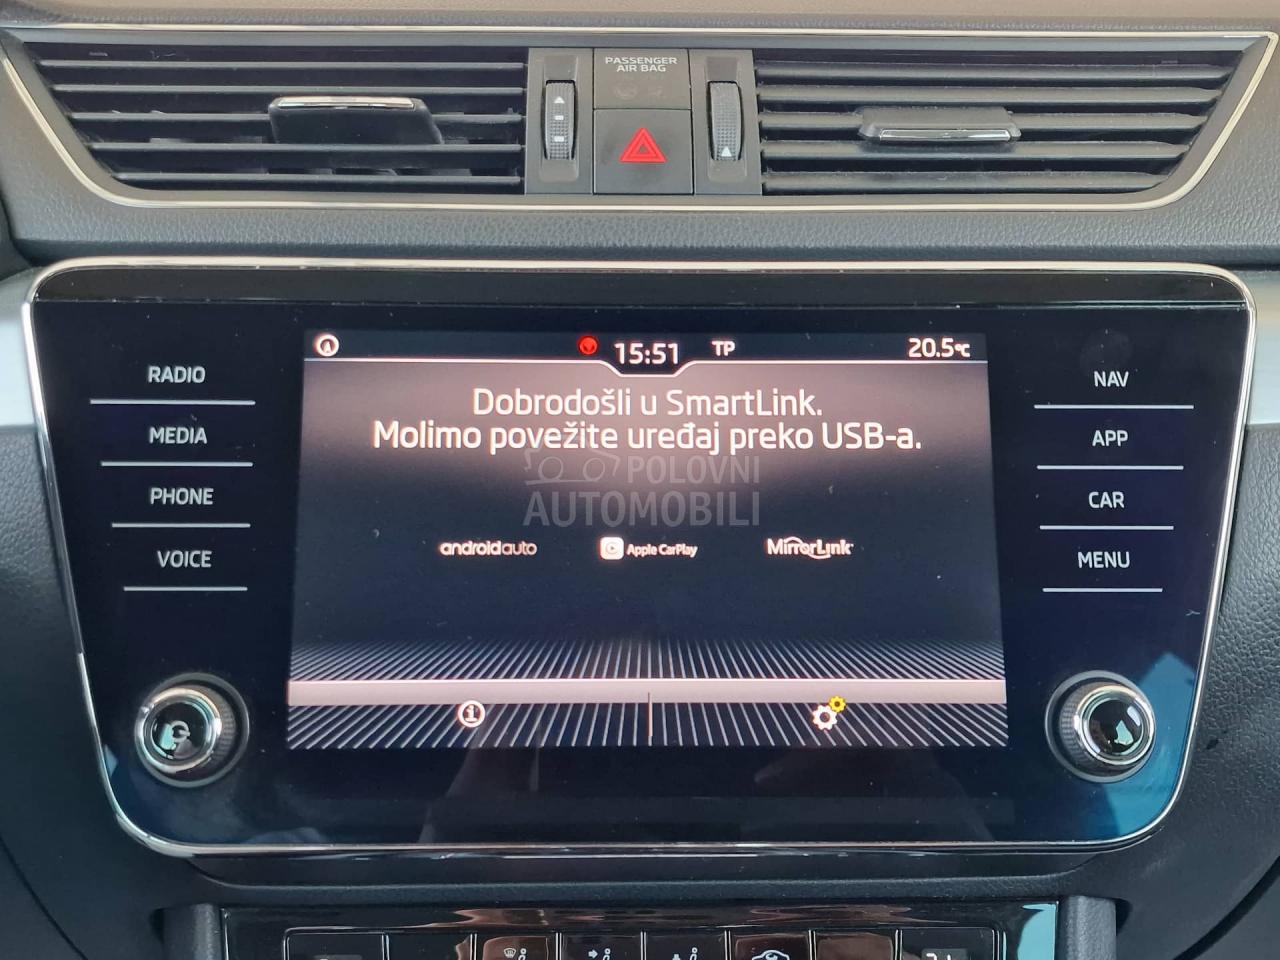 PASSENGER
AIR BAG
15:51 TP 20.5°C
RADIO
MEDIA
PHONE
VOICE
Dobrodošli u SmartLink.
Molimo povežite uređaj preko USB-a.
POLOVNI
AUTOMOBILI
androidauto Apple CarPlay MirrorLink
NAV
APP
CAR
MENU